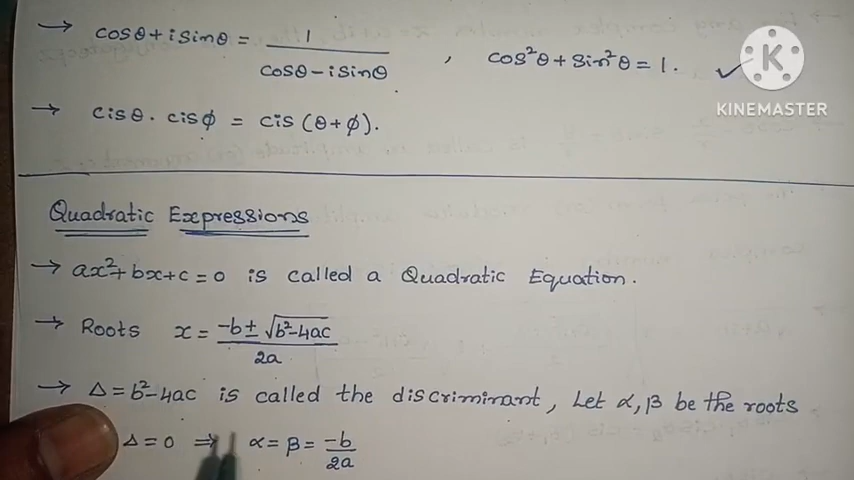 → cosθ + i sinθ = 1 / (cosθ - i sinθ) , cos²θ + sin²θ = 1. ✓
KINEMASTER
→ cisθ . cisϕ = cis (θ + ϕ).
Quadratic Expressions
→ ax² + bx + c = 0 is called a Quadratic Equation.
→ Roots x = (-b ± √(b² - 4ac)) / 2a
→ Δ = b² - 4ac is called the discriminant, Let α, β be the roots
Δ = 0 ⇒ α = β = -b / 2a